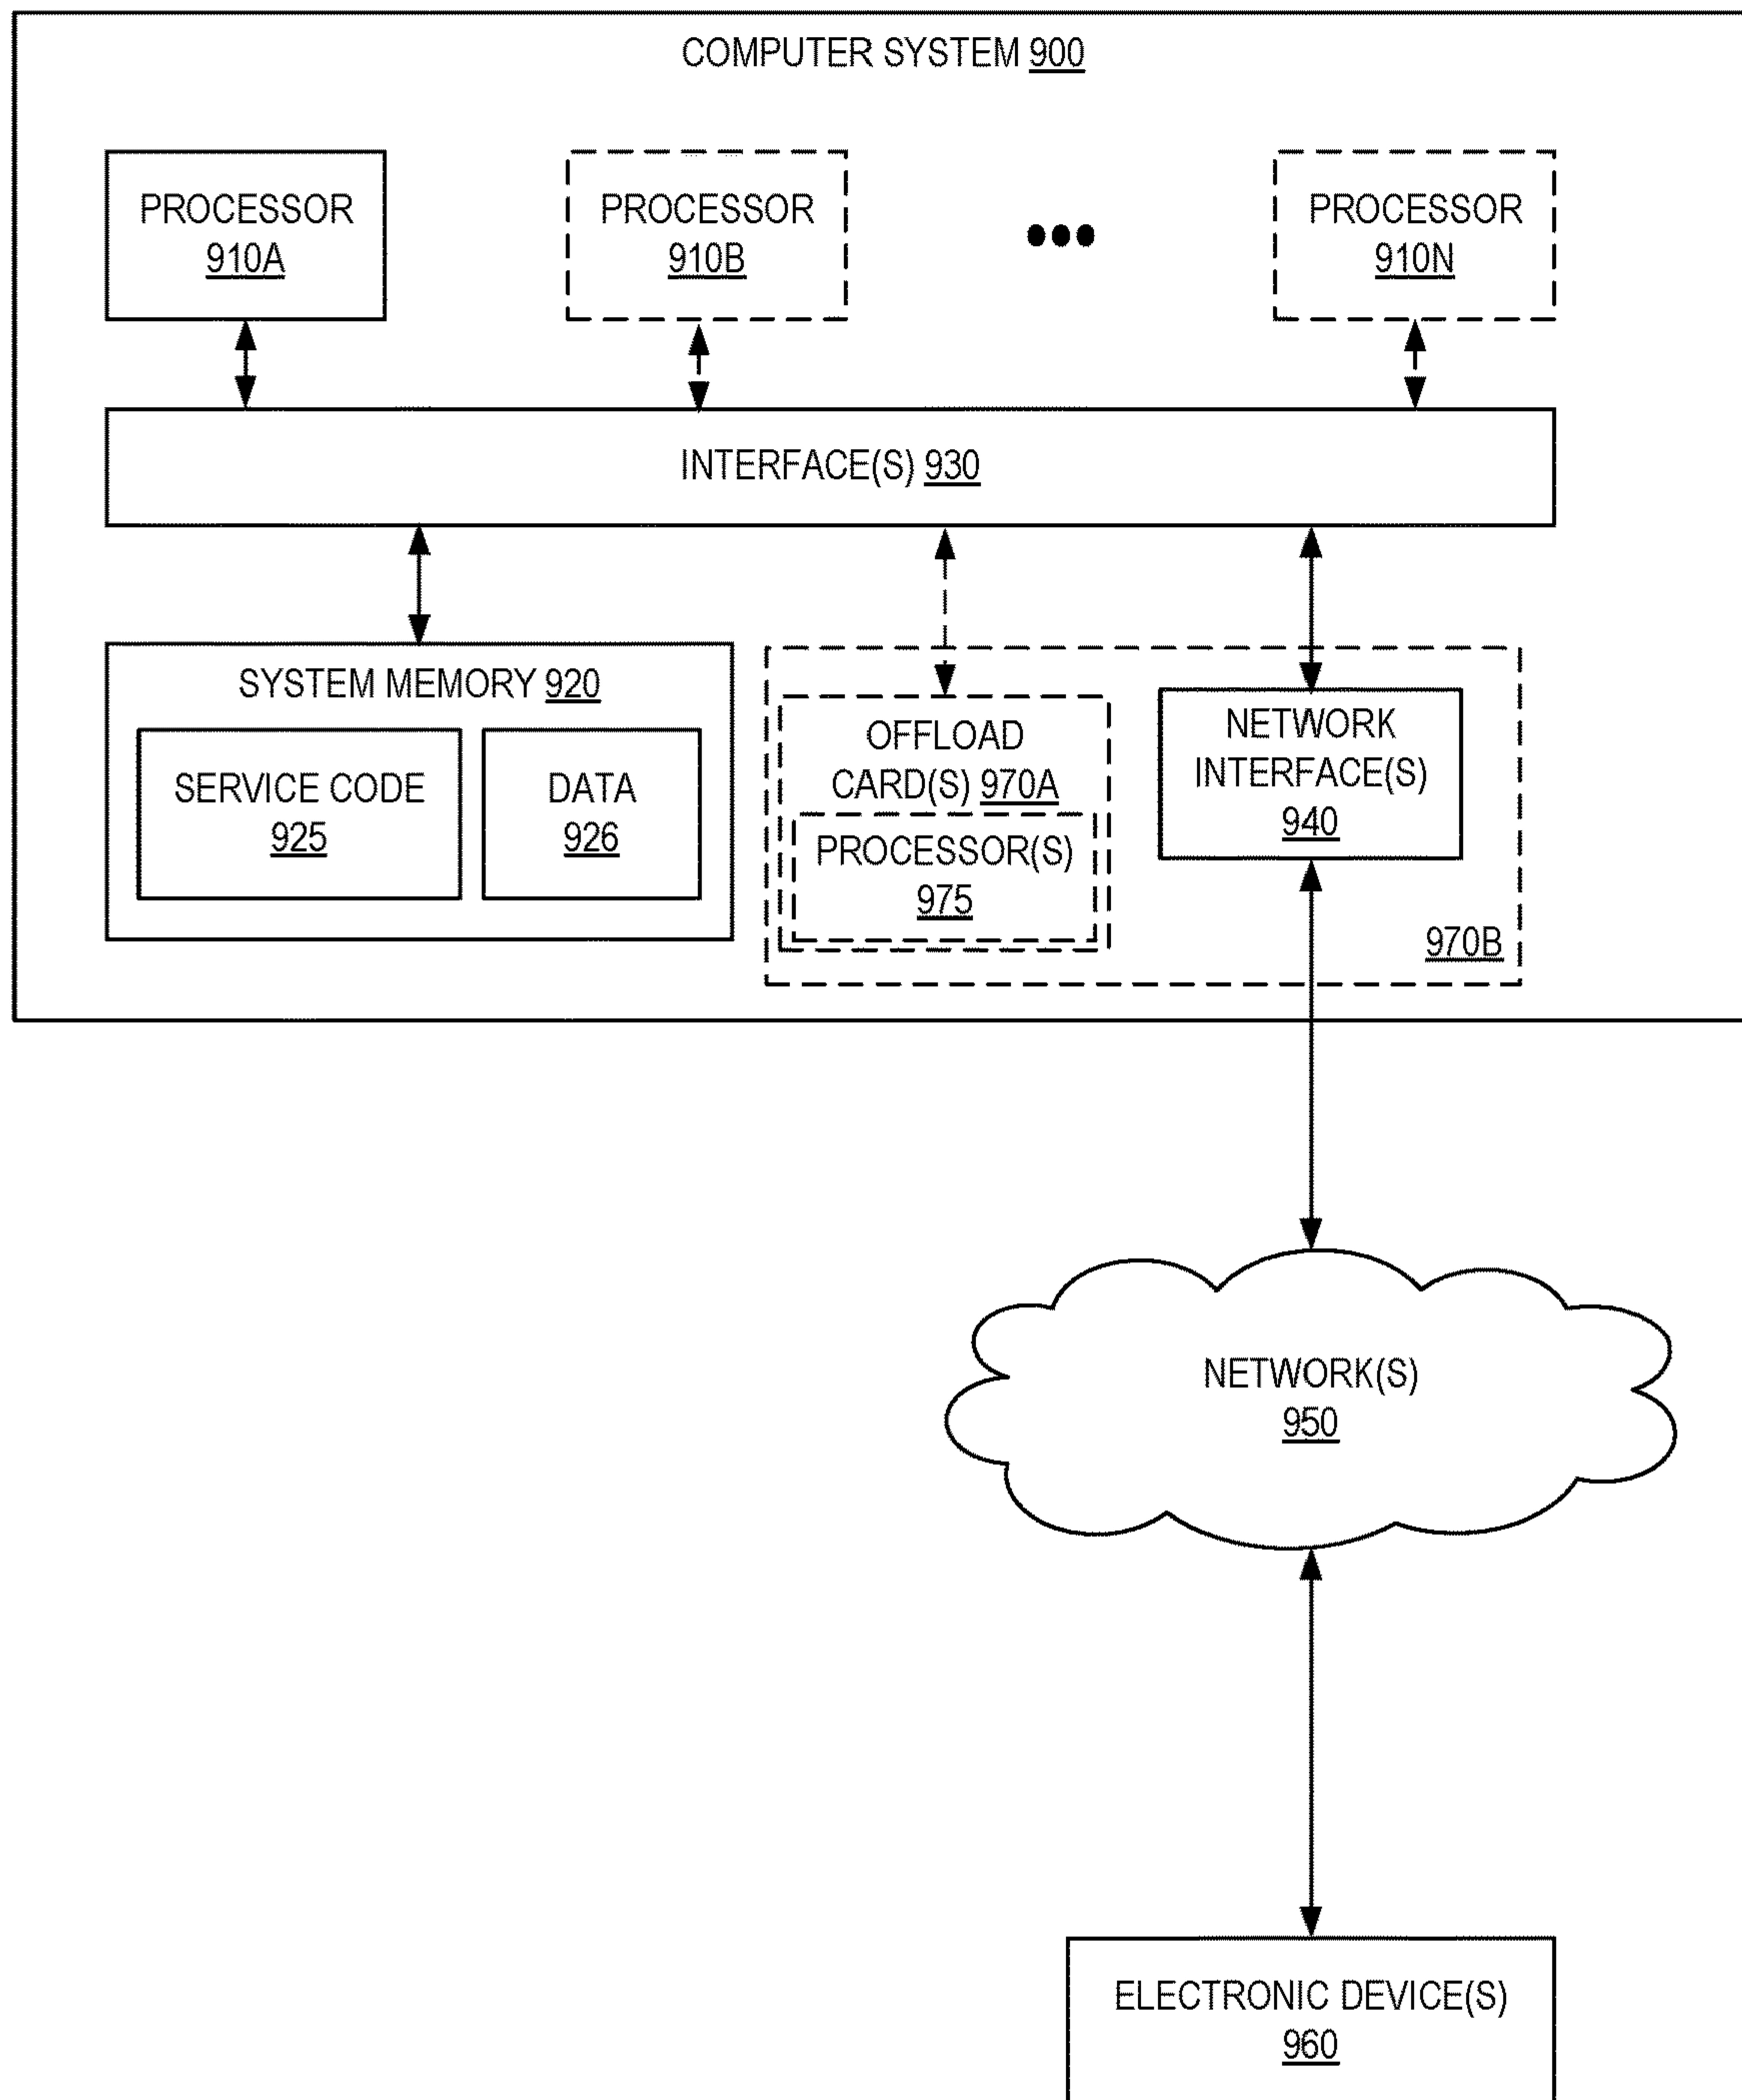 COMPUTER SYSTEM 900
PROCESSOR
910A
PROCESSOR
910B
PROCESSOR
910N
INTERFACE(S) 930
SYSTEM MEMORY 920
SERVICE CODE
925
DATA
926
OFFLOAD
CARD(S) 970A
PROCESSOR(S)
975
NETWORK
INTERFACE(S)
940
970B
NETWORK(S)
950
ELECTRONIC DEVICE(S)
960